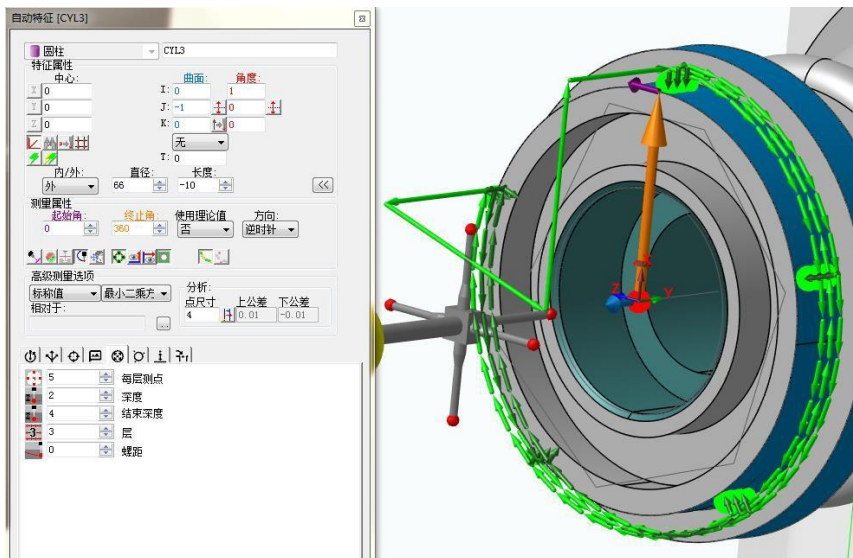 自动特征 [CYL3]
圆柱 CYL3
特征属性
中心: 曲面: 角度:
X 0 I: 0 1
Y 0 J: -1 0
Z 0 K: 0 0
无
T: 0
内/外: 直径: 长度:
外 66 -10 <<
测量属性
起始角: 终止角: 使用理论值 方向:
0 360 否 逆时针
高级测量选项
标称值 最小二乘方 分析:
相对于: 点尺寸 上公差 下公差
4 0.01 -0.01
5 每层测点
2 深度
4 结束深度
-3- 3 层
0 螺距
Z Y